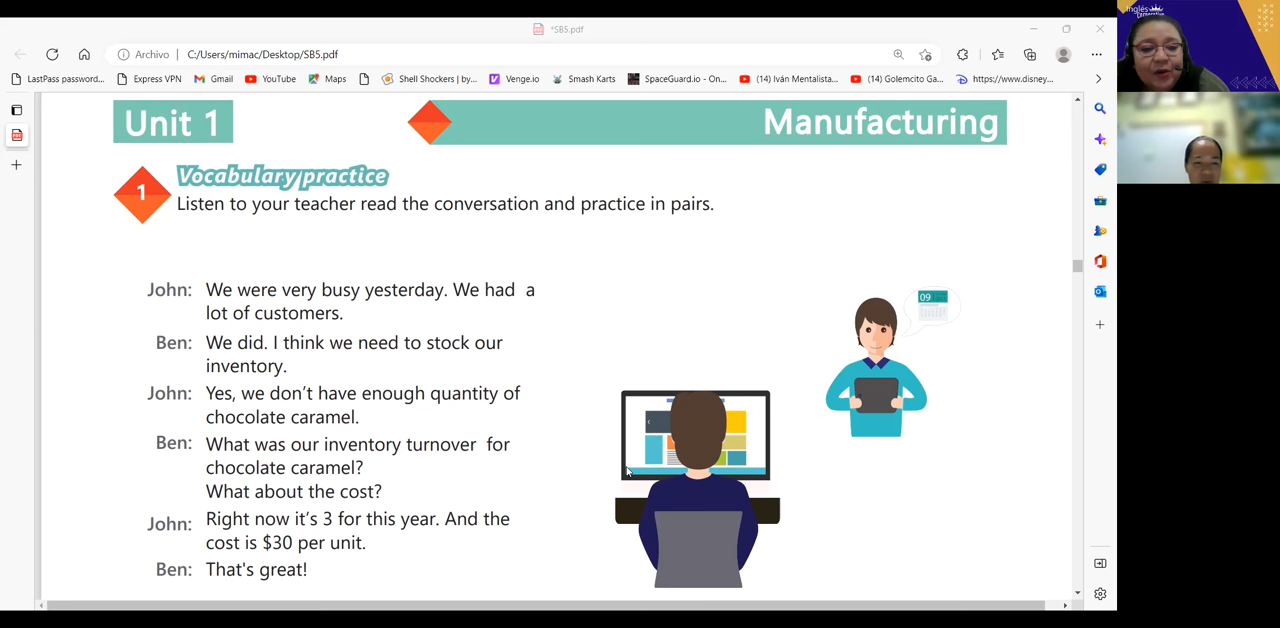 *SB5.pdf
Archivo | C:/Users/mimac/Desktop/SB5.pdf
LastPass password... Express VPN Gmail YouTube Maps Shell Shockers | by... Venge.io Smash Karts SpaceGuard.io - On... (14) Iván Mentalista... (14) Golemcito Ga... https://www.disney...
Inglés
Corporativo
Unit 1
Manufacturing
1
Vocabulary practice
Listen to your teacher read the conversation and practice in pairs.
09
John: We were very busy yesterday. We had a
lot of customers.
Ben: We did. I think we need to stock our
inventory.
John: Yes, we don't have enough quantity of
chocolate caramel.
Ben: What was our inventory turnover for
chocolate caramel?
What about the cost?
John: Right now it's 3 for this year. And the
cost is $30 per unit.
Ben: That's great!